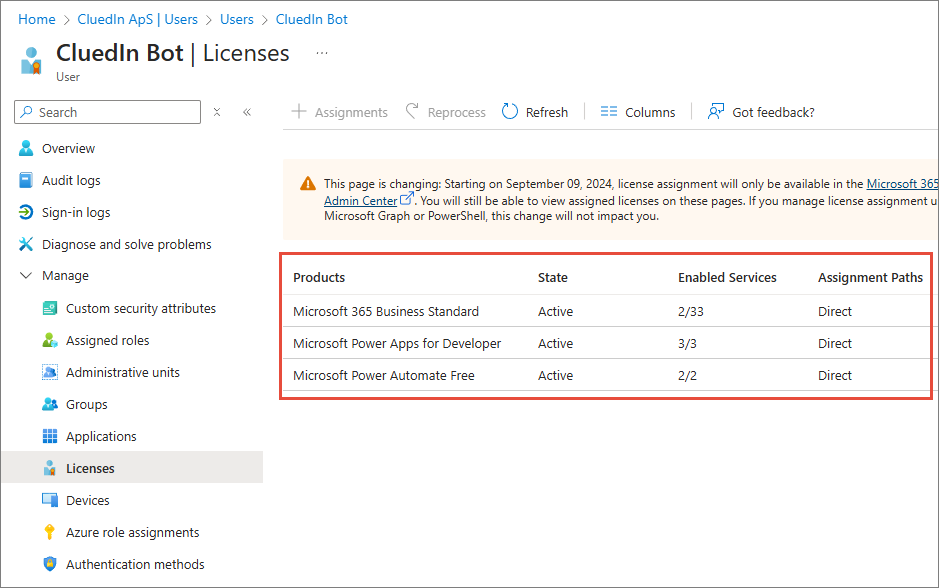 Home > CluedIn ApS | Users > Users > CluedIn Bot
CluedIn Bot | Licenses ...
User
Search
Overview
Audit logs
Sign-in logs
Diagnose and solve problems
Manage
Custom security attributes
Assigned roles
Administrative units
Groups
Applications
Licenses
Devices
Azure role assignments
Authentication methods
Assignments Reprocess Refresh Columns Got feedback?
This page is changing: Starting on September 09, 2024, license assignment will only be available in the Microsoft 365
Admin Center. You will still be able to view assigned licenses on these pages. If you manage license assignment u
Microsoft Graph or PowerShell, this change will not impact you.
Products State Enabled Services Assignment Paths
Microsoft 365 Business Standard Active 2/33 Direct
Microsoft Power Apps for Developer Active 3/3 Direct
Microsoft Power Automate Free Active 2/2 Direct